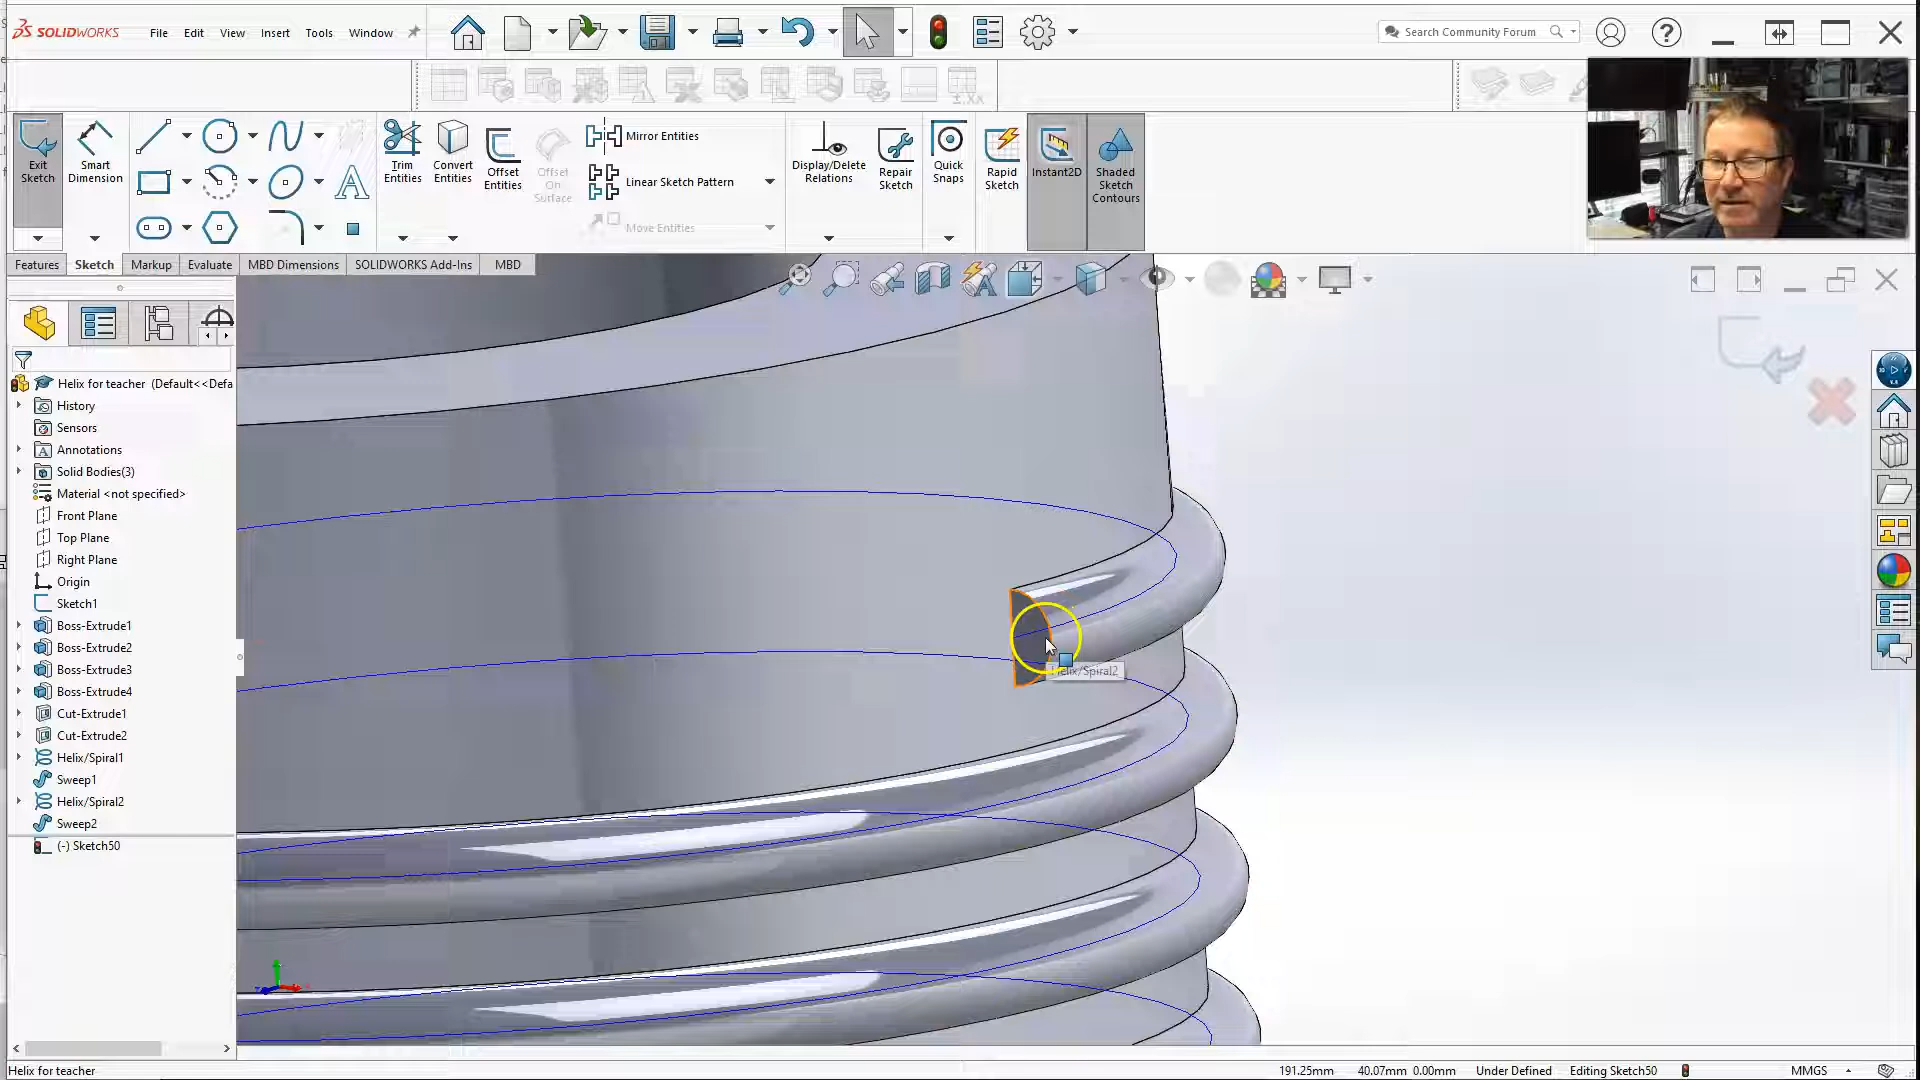 SOLIDWORKS
File
Edit
View
Insert
Tools
Window
Search Community Forum
Exit
Sketch
Smart
Dimension
Trim
Entities
Convert
Entities
Offset
Entities
Offset
On
Surface
Mirror Entities
Linear Sketch Pattern
Move Entities
Display/Delete
Relations
Repair
Sketch
Quick
Snaps
Rapid
Sketch
Instant2D
Shaded
Sketch
Contours
Features
Sketch
Markup
Evaluate
MBD Dimensions
SOLIDWORKS Add-Ins
MBD
Helix for teacher (Default<<Defa
History
Sensors
Annotations
Solid Bodies(3)
Material <not specified>
Front Plane
Top Plane
Right Plane
Origin
Sketch1
Boss-Extrude1
Boss-Extrude2
Boss-Extrude3
Boss-Extrude4
Cut-Extrude1
Cut-Extrude2
Helix/Spiral1
Sweep1
Helix/Spiral2
Sweep2
(-) Sketch50
Helix/Spiral2
Helix for teacher
191.25mm
40.07mm 0.00mm
Under Defined
Editing Sketch50
MMGS